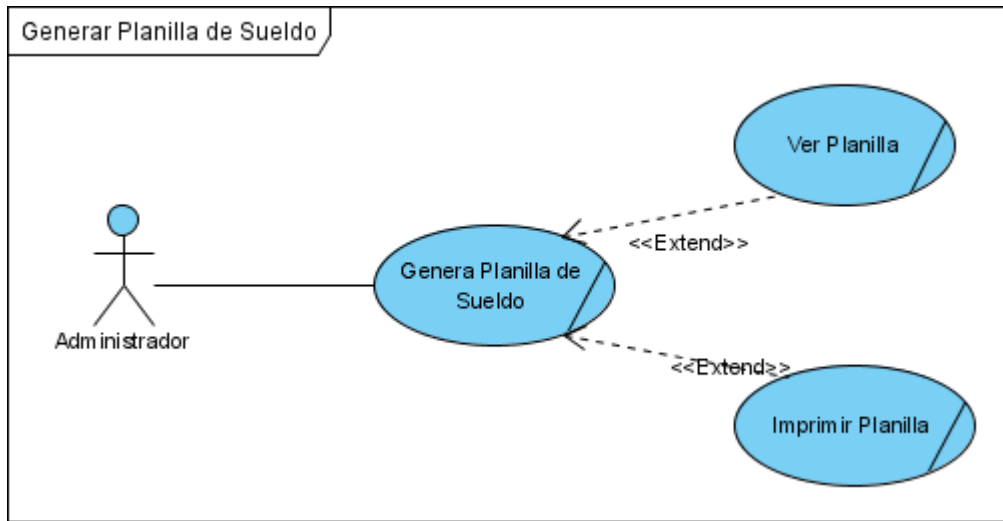 Generar Planilla de Sueldo
Ver Planilla
<<Extend>>
Genera Planilla de
Sueldo
Administrador
<<Extend>>
Imprimir Planilla